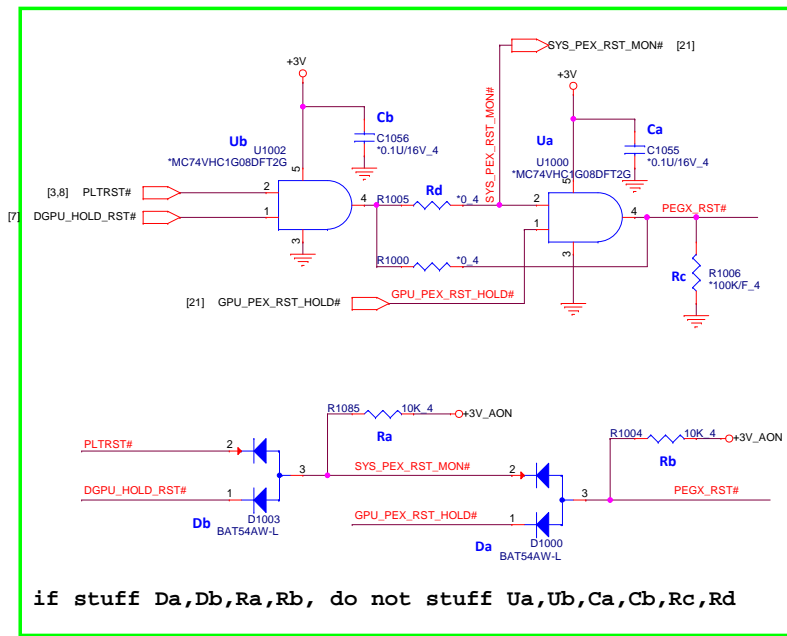 SYS_PEX_RST_MON# [21]
+3V
+3V
SYS_PEX_RST_MON#
Cb
C1056
*0.1U/16V_4
Ub
U1002
*MC74VHC1G08DFT2G
Ca
C1055
*0.1U/16V_4
Ua
U1000
*MC74VHC1G08DFT2G
5
5
[3,8] PLTRST#
2
[7] DGPU_HOLD_RST#
1
4
3
R1005
Rd
*0_4
2
1
4
3
PEGX_RST#
R1000
*0_4
Rc
R1006
*100K/F_4
[21] GPU_PEX_RST_HOLD#
GPU_PEX_RST_HOLD#
R1085
10K_4
+3V_AON
Ra
R1004
10K_4
+3V_AON
Rb
PLTRST#
2
3
SYS_PEX_RST_MON#
2
DGPU_HOLD_RST#
1
3
PEGX_RST#
Db
D1003
BAT54AW-L
GPU_PEX_RST_HOLD#
1
Da
D1000
BAT54AW-L
if stuff Da,Db,Ra,Rb, do not stuff Ua,Ub,Ca,Cb,Rc,Rd